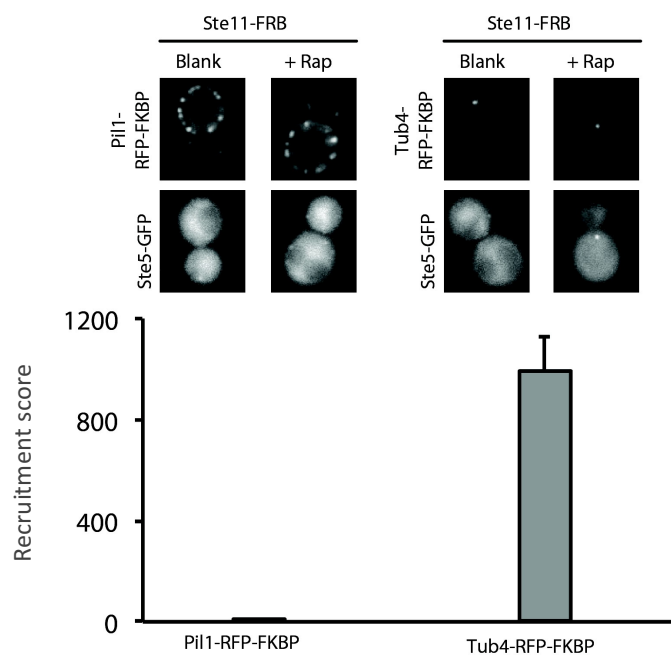 Ste11-FRB
Ste11-FRB
Blank
+ Rap
Blank
+ Rap
Pil1-
RFP-FKBP
Tub4-
RFP-FKBP
Ste5-GFP
Ste5-GFP
Recruitment score
1200
800
400
0
Pil1-RFP-FKBP
Tub4-RFP-FKBP